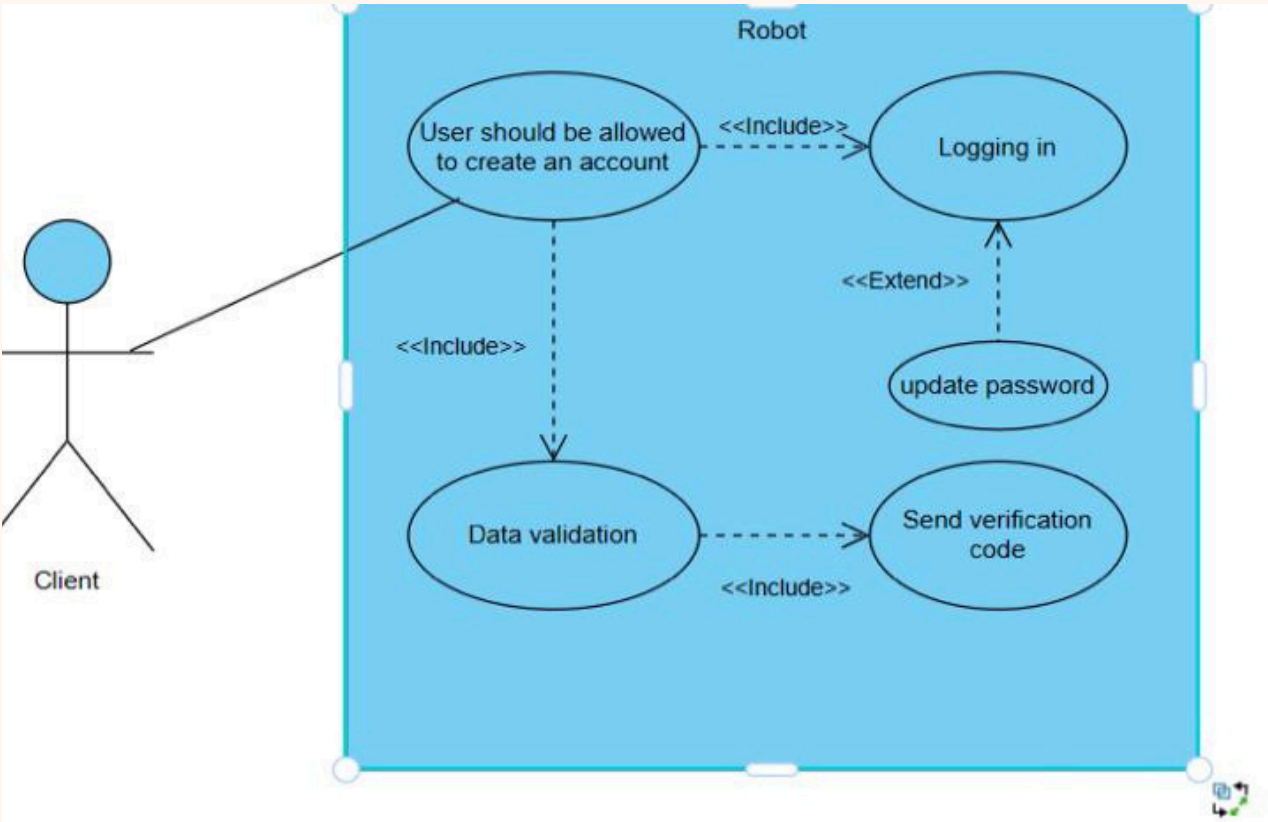 Robot
User should be allowed
to create an account
<<Include>>
Logging in
<<Extend>>
<<Include>>
update password
Data validation
Send verification
code
<<Include>>
Client